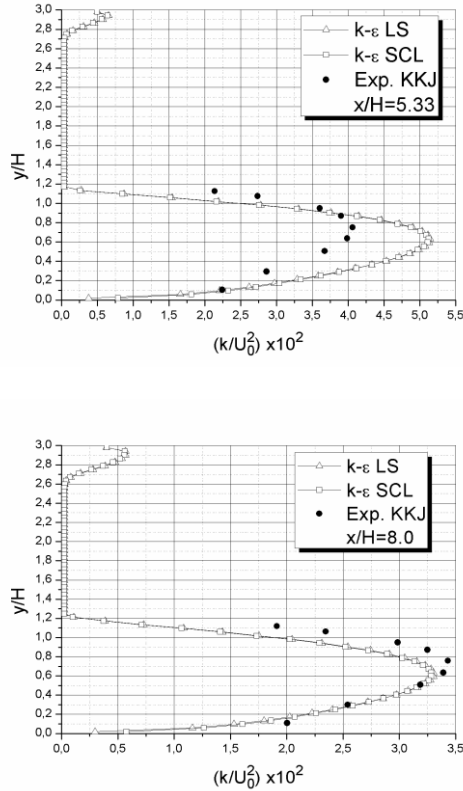 3,0
2,8
2,6
2,4
2,2
2,0
1,8
1,6
1,4
1,2
1,0
0,8
0,6
0,4
0,2
0,0
y/H
k-ε LS
k-ε SCL
Exp. KKJ
x/H=5.33
0,0 0,5 1,0 1,5 2,0 2,5 3,0 3,5 4,0 4,5 5,0 5,5
(k/U₀²) x10²
3,0
2,8
2,6
2,4
2,2
2,0
1,8
1,6
1,4
1,2
1,0
0,8
0,6
0,4
0,2
0,0
y/H
k-ε LS
k-ε SCL
Exp. KKJ
x/H=8.0
0,0 0,5 1,0 1,5 2,0 2,5 3,0 3,5
(k/U₀²) x10²